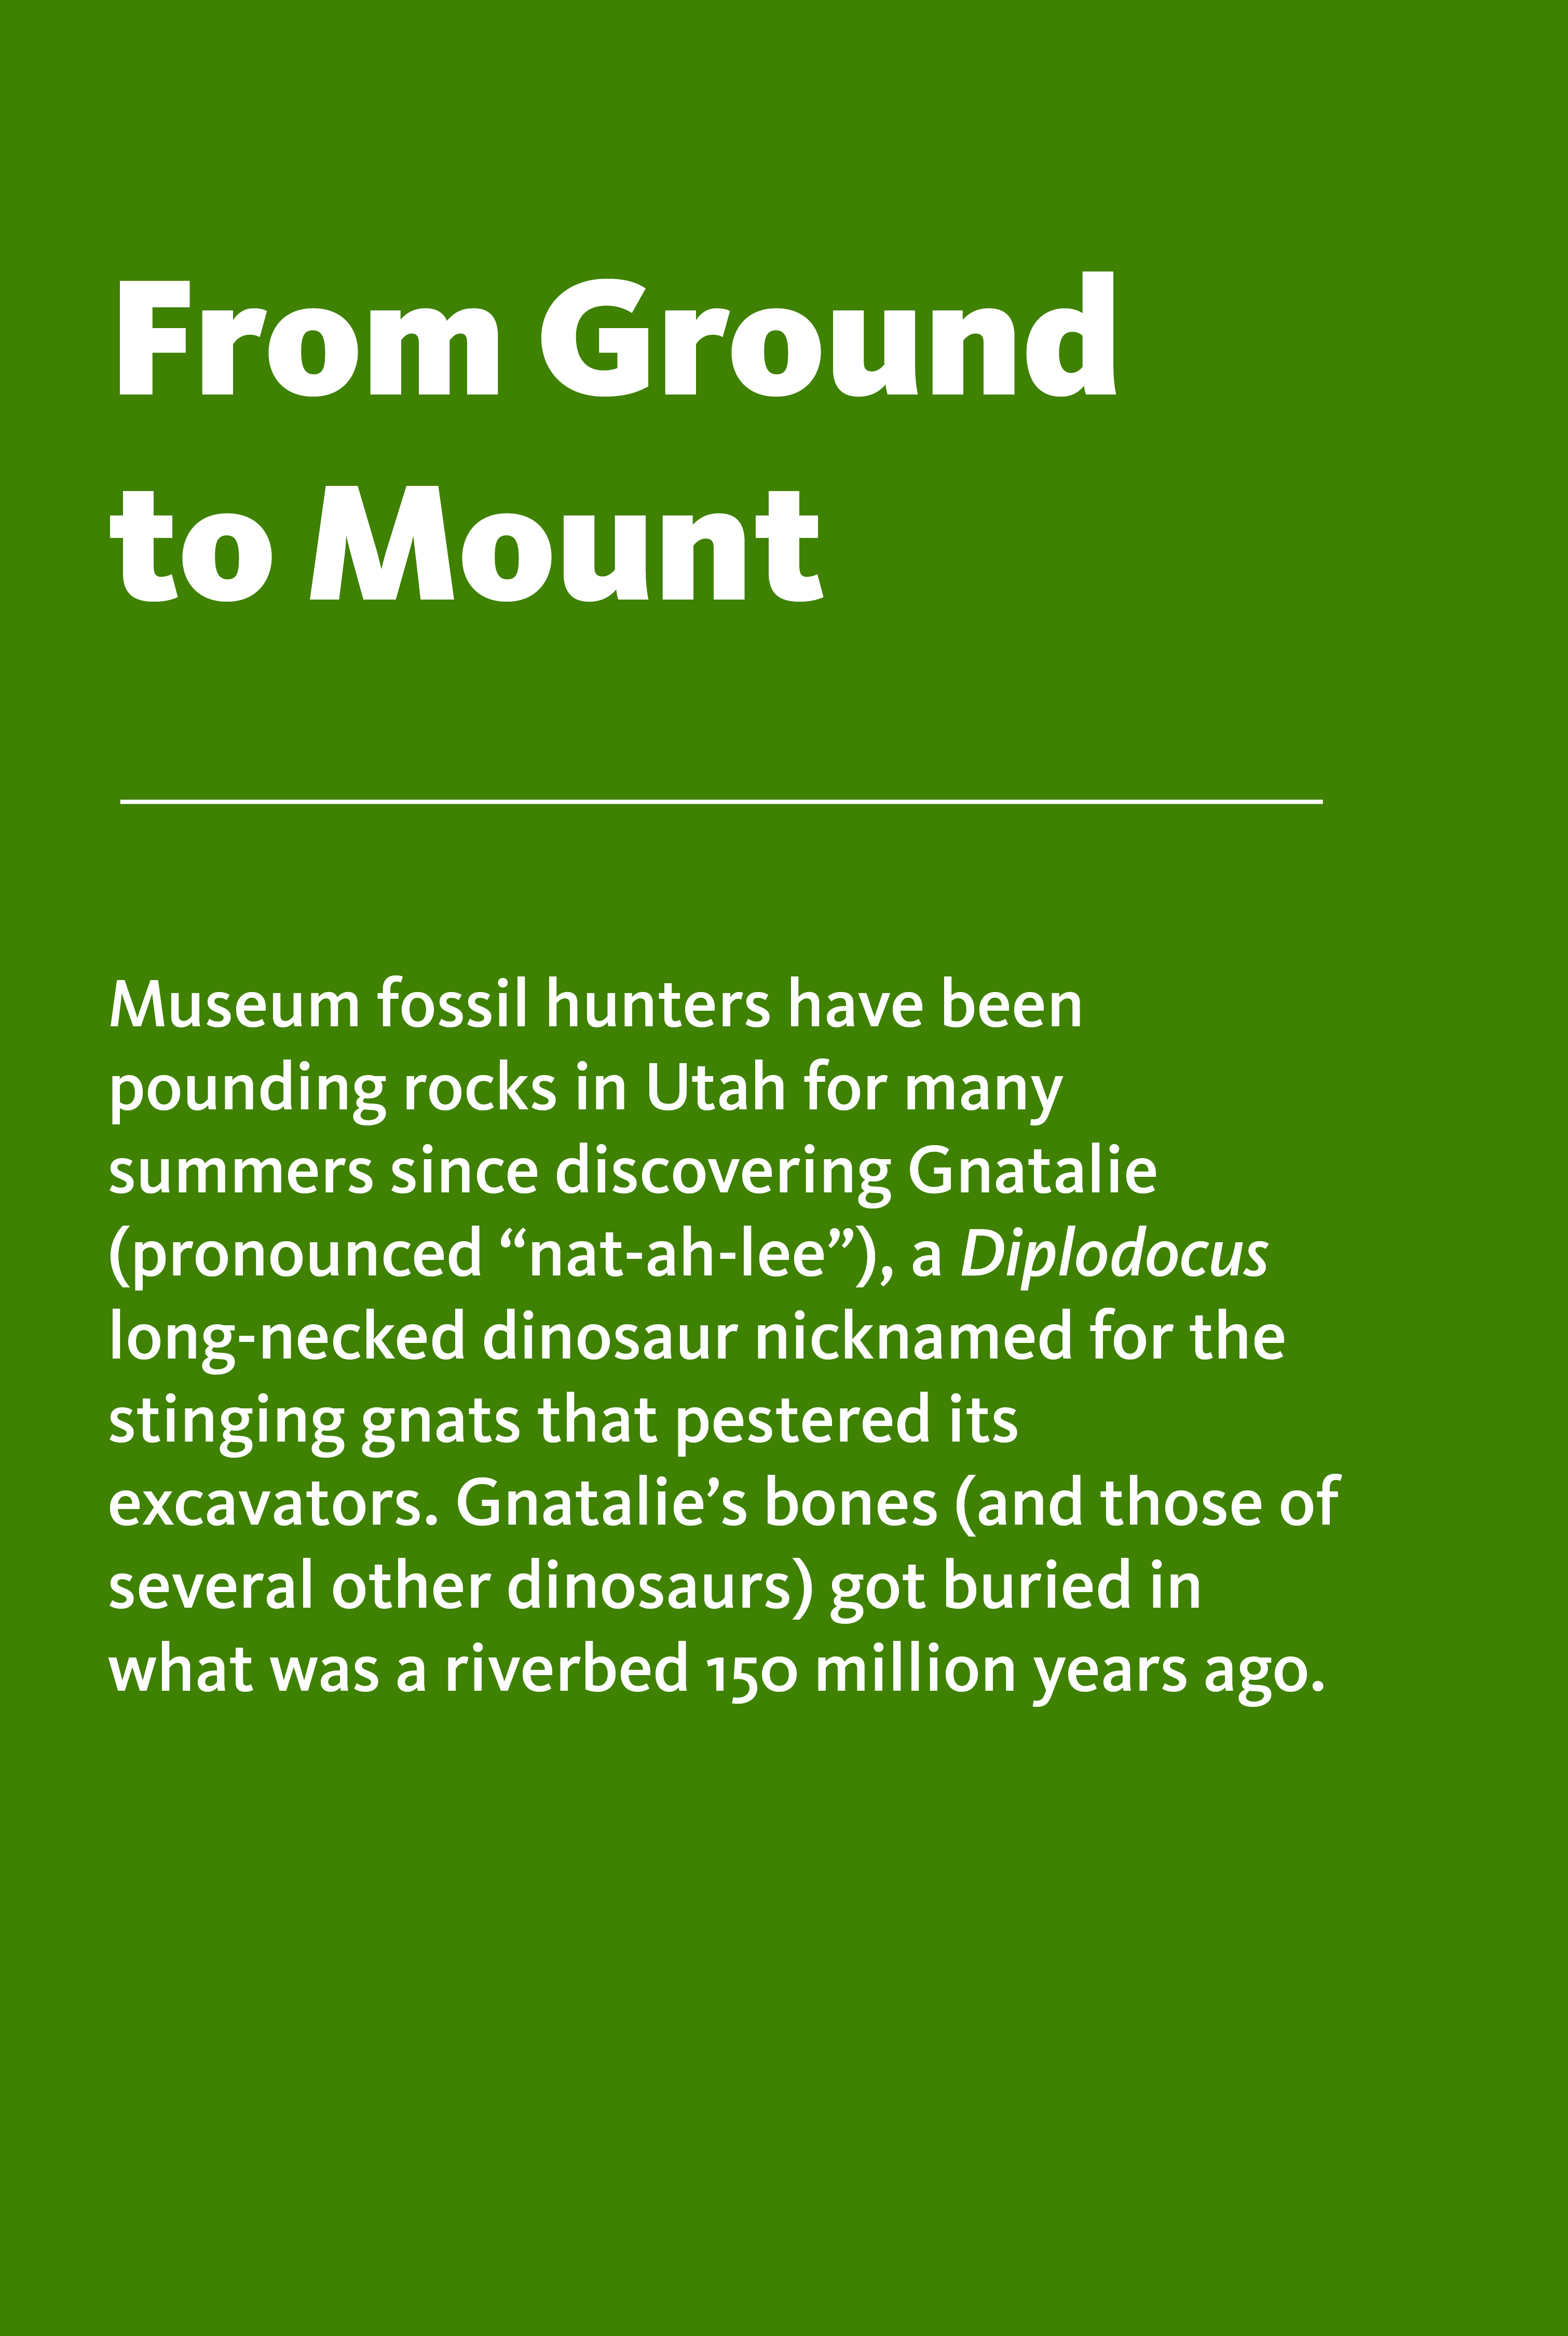 From Ground
to Mount
Museum fossil hunters have been
pounding rocks in Utah for many
summers since discovering Gnatalie
(pronounced “nat-ah-lee”), a Diplodocus
long-necked dinosaur nicknamed for the
stinging gnats that pestered its
excavators. Gnatalie’s bones (and those of
several other dinosaurs) got buried in
what was a riverbed 150 million years ago.